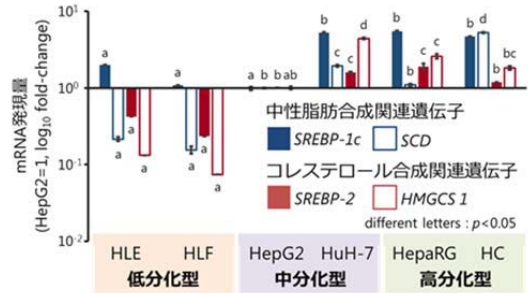 mRNA発現量
(HepG2=1, log10 fold-change)
10¹
10⁰
10⁻¹
10⁻²
a a a a
a a a a
a b b ab
b c c d
b a b c
b d b bc
中性脂肪合成関連遺伝子
SREBP-1c SCD
コレステロール合成関連遺伝子
SREBP-2 HMGCS 1
different letters : p<0.05
HLE HLF HepG2 HuH-7 HepaRG HC
低分化型 中分化型 高分化型